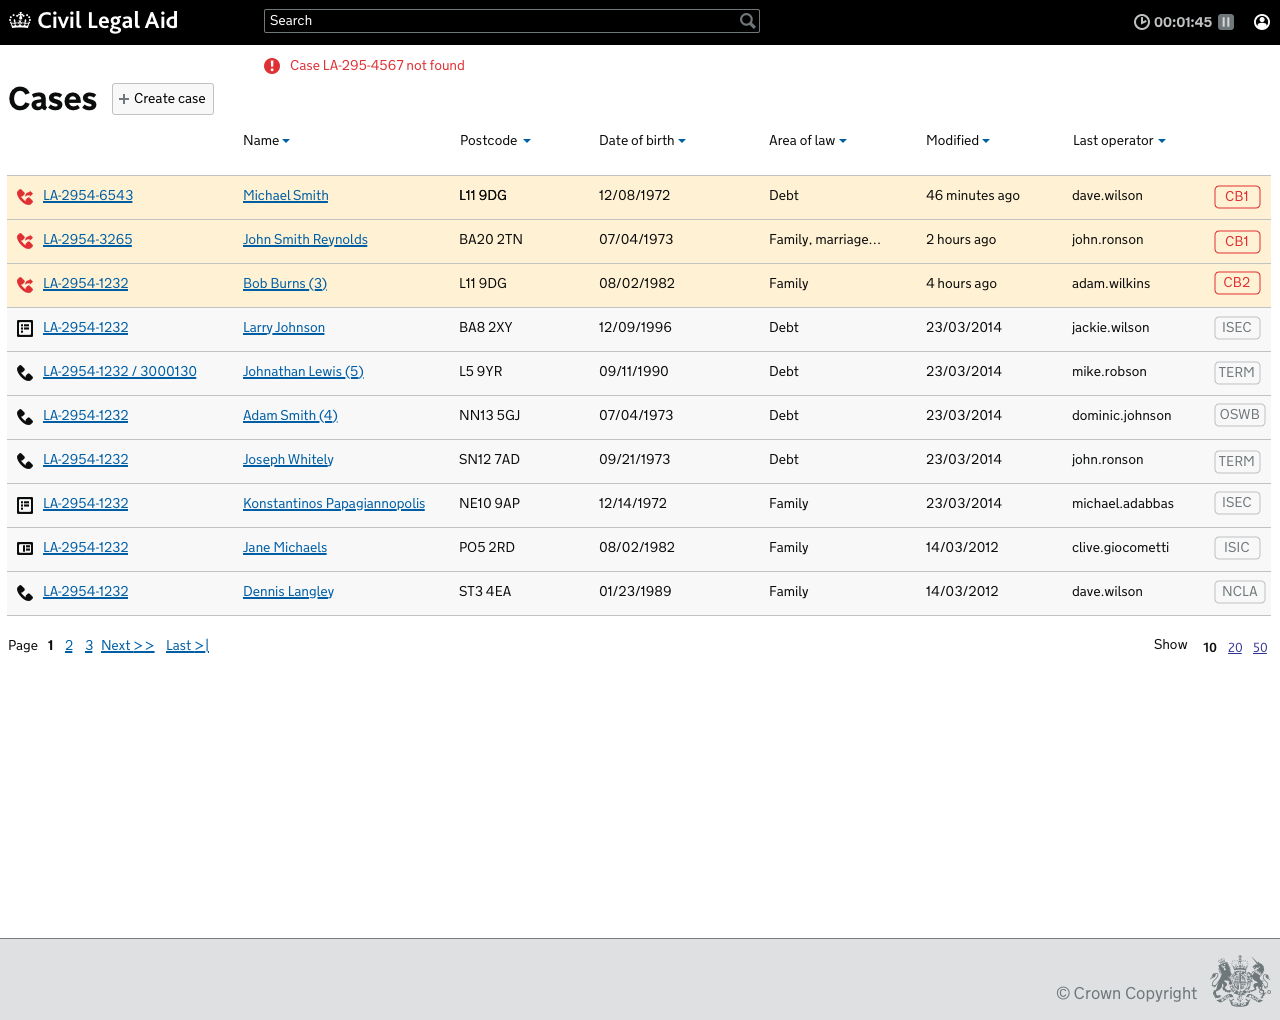 Civil Legal Aid Search 00:01:45
Case LA-295-4567 not found
Cases Create case
Name Postcode Date of birth Area of law Modified Last operator
LA-2954-6543 Michael Smith L11 9DG 12/08/1972 Debt 46 minutes ago dave.wilson CB1
LA-2954-3265 John Smith Reynolds BA20 2TN 07/04/1973 Family, marriage... 2 hours ago john.ronson CB1
LA-2954-1232 Bob Burns (3) L11 9DG 08/02/1982 Family 4 hours ago adam.wilkins CB2
LA-2954-1232 Larry Johnson BA8 2XY 12/09/1996 Debt 23/03/2014 jackie.wilson ISEC
LA-2954-1232 / 3000130 Johnathan Lewis (5) L5 9YR 09/11/1990 Debt 23/03/2014 mike.robson TERM
LA-2954-1232 Adam Smith (4) NN13 5GJ 07/04/1973 Debt 23/03/2014 dominic.johnson OSWB
LA-2954-1232 Joseph Whitely SN12 7AD 09/21/1973 Debt 23/03/2014 john.ronson TERM
LA-2954-1232 Konstantinos Papagiannopolis NE10 9AP 12/14/1972 Family 23/03/2014 michael.adabbas ISEC
LA-2954-1232 Jane Michaels PO5 2RD 08/02/1982 Family 14/03/2012 clive.giocometti ISIC
LA-2954-1232 Dennis Langley ST3 4EA 01/23/1989 Family 14/03/2012 dave.wilson NCLA
Page 1 2 3 Next >> Last >| Show 10 20 50
© Crown Copyright